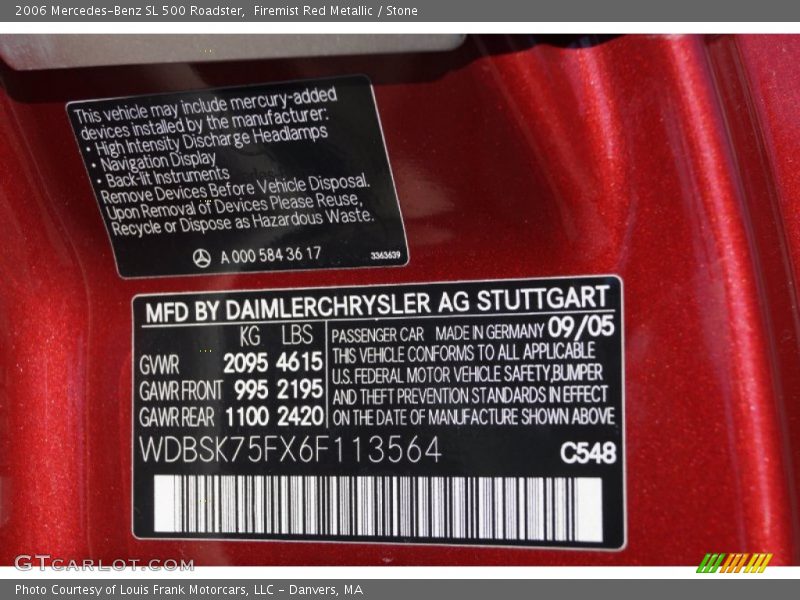 2006 Mercedes-Benz SL 500 Roadster,  Firemist Red Metallic / Stone
This vehicle may include mercury-added
devices installed by the manufacturer:
• High Intensity Discharge Headlamps
• Navigation Display
• Back-lit Instruments
Remove Devices Before Vehicle Disposal.
Upon Removal of Devices Please Reuse,
Recycle or Dispose as Hazardous Waste.
A 000 584 36 17
3363639
MFD BY DAIMLERCHRYSLER AG STUTTGART
KG LBS
GVWR 2095 4615
GAWR FRONT 995 2195
GAWR REAR 1100 2420
PASSENGER CAR MADE IN GERMANY 09/05
THIS VEHICLE CONFORMS TO ALL APPLICABLE
U.S. FEDERAL MOTOR VEHICLE SAFETY,BUMPER
AND THEFT PREVENTION STANDARDS IN EFFECT
ON THE DATE OF MANUFACTURE SHOWN ABOVE
WDBSK75FX6F113564
C548
GTcarlot.com
Photo Courtesy of Louis Frank Motorcars, LLC – Danvers, MA